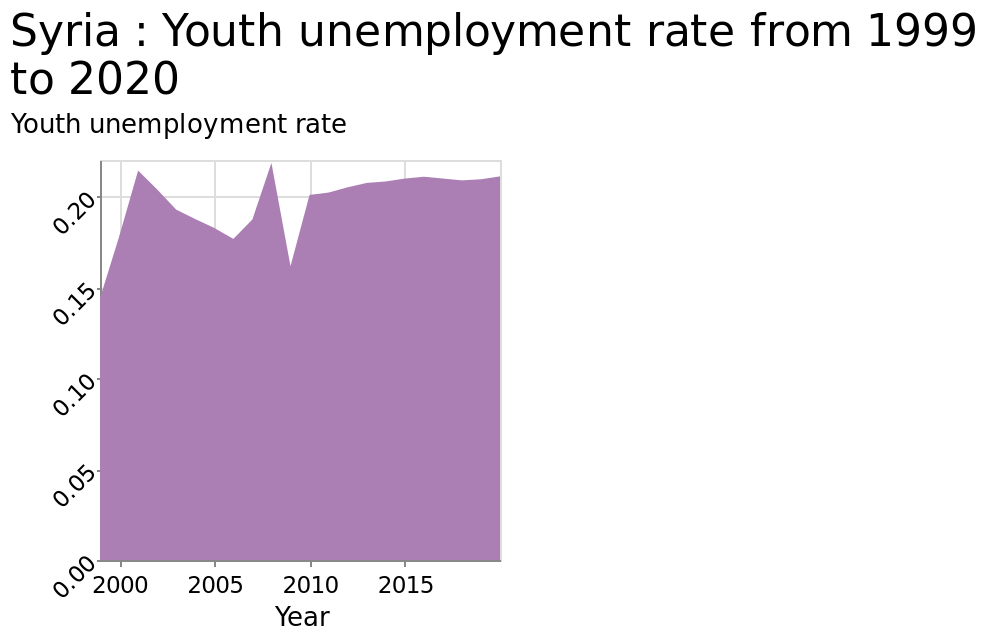 Syria : Youth unemployment rate from 1999
to 2020
Youth unemployment rate
0.20
0.15
0.10
0.05
0.00
2000 2005 2010 2015
Year